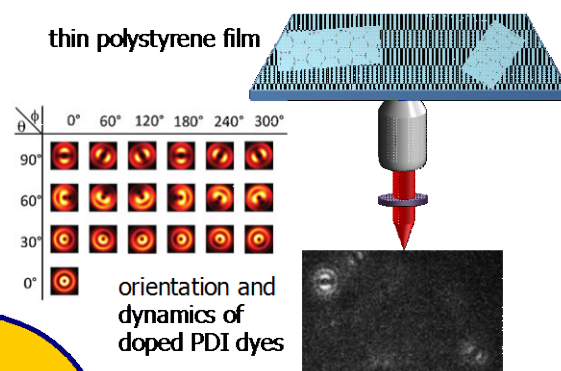 thin polystyrene film
ϕ 0° 60° 120° 180° 240° 300°
θ
90°
60°
30°
0°
orientation and
dynamics of
doped PDI dyes